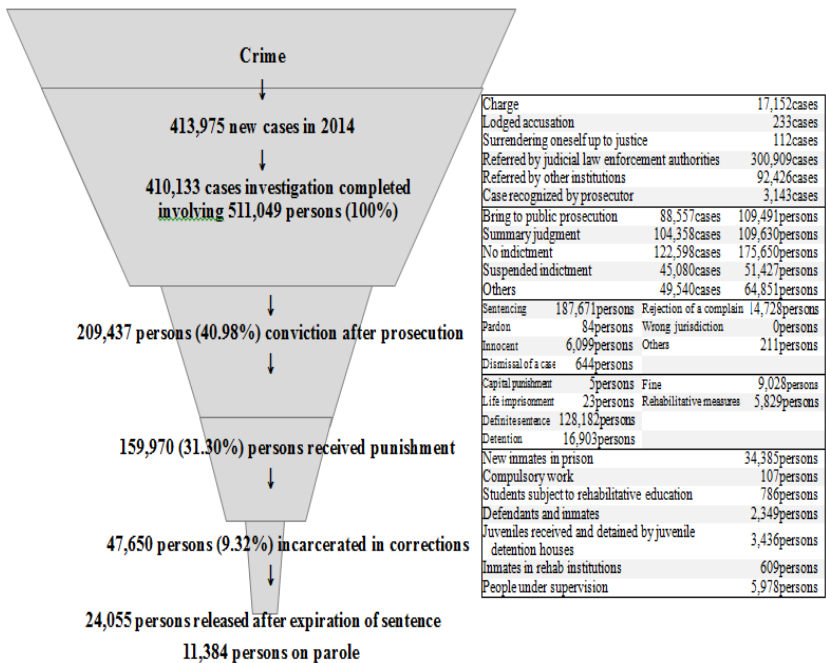 Crime
413,975 new cases in 2014
410,133 cases investigation completed
involving 511,049 persons (100%)
209,437 persons (40.98%) conviction after prosecution
159,970 (31.30%) persons received punishment
47,650 persons (9.32%) incarcerated in corrections
24,055 persons released after expiration of sentence
11,384 persons on parole
Charge 17,152cases
Lodged accusation 233cases
Surrendering oneself up to justice 112cases
Referred by judicial law enforcement authorities 300,909cases
Referred by other institutions 92,426cases
Case recognized by prosecutor 3,143cases
Bring to public prosecution 88,557cases 109,491persons
Summary judgment 104,358cases 109,630persons
No indictment 122,598cases 175,650persons
Suspended indictment 45,080cases 51,427persons
Others 49,540cases 64,851persons
Sentencing 187,671persons Rejection of a complain 14,728persons
Pardon 84persons Wrong jurisdiction 0persons
Innocent 6,099persons Others 211persons
Dismissal of a case 644persons
Capital punishment 5persons Fine 9,028persons
Life imprisonment 23persons Rehabilitative measures 5,829persons
Definite sentence 128,182persons
Detention 16,903persons
New inmates in prison 34,385persons
Compulsory work 107persons
Students subject to rehabilitative education 786persons
Defendants and inmates 2,349persons
Juveniles received and detained by juvenile
detention houses 3,436persons
Inmates in rehab institutions 609persons
People under supervision 5,978persons